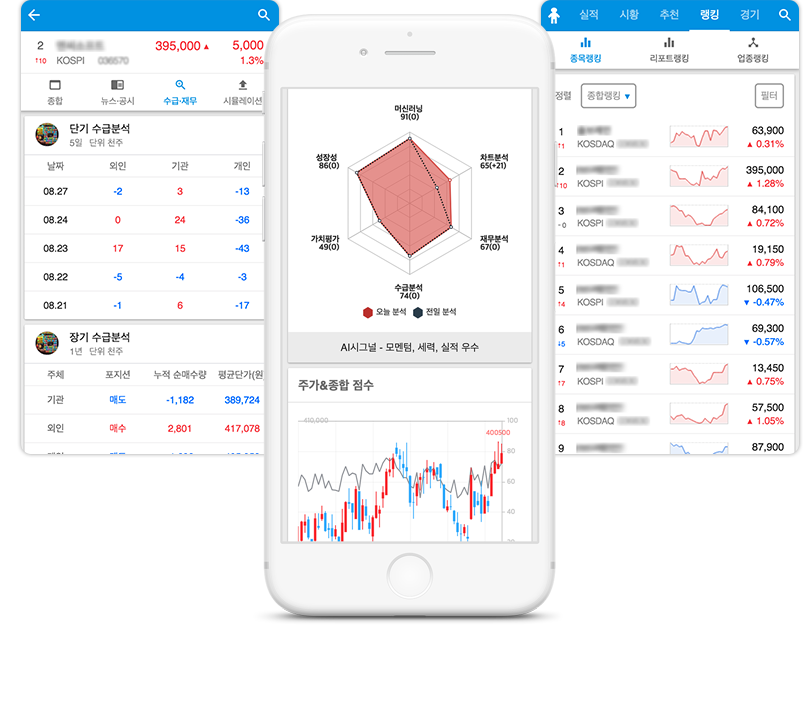 2
395,000 ▲
5,000
↑10
KOSPI
036570
1.3%
종합
뉴스·공시
수급·재무
시뮬레이션
단기 수급분석
5일 단위 천주
날짜 외인 기관 개인
08.27 -2 3 -13
08.24 0 24 -36
08.23 17 15 -43
08.22 -5 -4 -3
08.21 -1 6 -17
장기 수급분석
1년 단위 천주
주체 포지션 누적 순매수량 평균단가(원
기관 매도 -1,182 389,724
외인 매수 2,801 417,078
머신러닝
91(0)
성장성
86(0)
차트분석
65(+21)
가치평가
49(0)
재무분석
67(0)
수급분석
74(0)
오늘 분석 전일 분석
AI시그널 - 모멘텀, 세력, 실적 우수
주가&종합 점수
410,000
100
400500
80
60
40
20
실적 시황 추천 랭킹 경기
종목랭킹 리포트랭킹 업종랭킹
정렬 종합랭킹 ▼ 필터
1 63,900
↑1 KOSDAQ ▲ 0.31%
2 395,000
↑10 KOSPI ▲ 1.28%
3 84,100
- 0 KOSPI ▲ 0.72%
4 19,150
↑1 KOSDAQ ▲ 0.79%
5 106,500
↑4 KOSPI ▼ -0.47%
6 69,300
↓5 KOSDAQ ▼ -0.57%
7 13,450
↑7 KOSPI ▲ 0.75%
8 57,500
↑8 KOSDAQ ▲ 1.05%
9 87,900